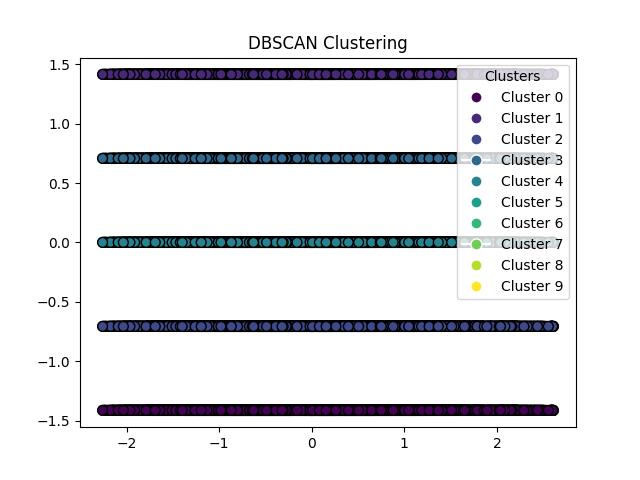 DBSCAN Clustering
1.5
1.0
0.5
0.0
−0.5
−1.0
−1.5
−2
−1
0
1
2
Clusters
Cluster 0
Cluster 1
Cluster 2
Cluster 3
Cluster 4
Cluster 5
Cluster 6
Cluster 7
Cluster 8
Cluster 9